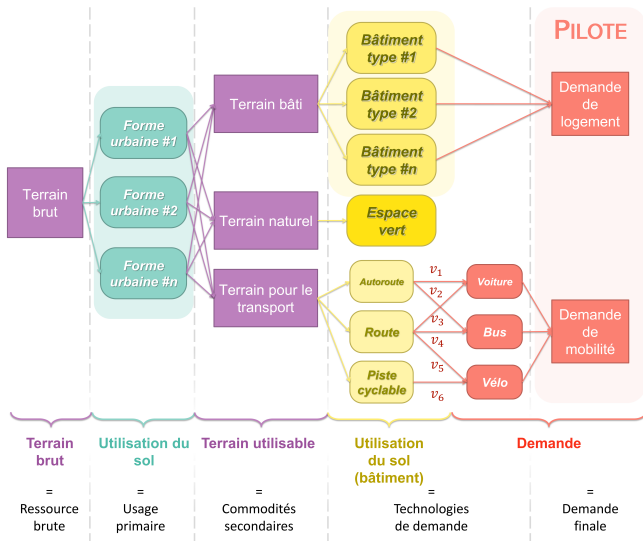 PILOTE
Bâtiment
type #1
Bâtiment
type #2
Bâtiment
type #n
Terrain bâti
Demande
de
logement
Forme
urbaine #1
Forme
urbaine #2
Forme
urbaine #n
Terrain
brut
Terrain naturel
Espace
vert
Terrain pour le
transport
Autoroute
Route
Piste
cyclable
v1
v2
v3
v4
v5
v6
Voiture
Bus
Vélo
Demande
de
mobilité
Terrain
brut
Utilisation du
sol
Terrain utilisable
Utilisation
du sol
(bâtiment)
Demande
=
Ressource
brute
=
Usage
primaire
=
Commodités
secondaires
=
Technologies
de demande
=
Demande
finale